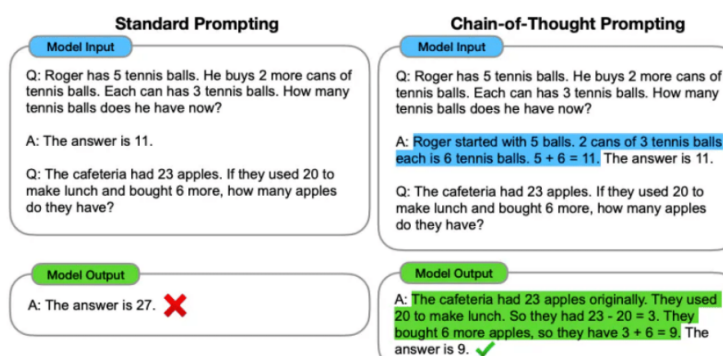 Standard Prompting
Model Input
Q: Roger has 5 tennis balls. He buys 2 more cans of
tennis balls. Each can has 3 tennis balls. How many
tennis balls does he have now?
A: The answer is 11.
Q: The cafeteria had 23 apples. If they used 20 to
make lunch and bought 6 more, how many apples
do they have?
Model Output
A: The answer is 27.
Chain-of-Thought Prompting
Model Input
Q: Roger has 5 tennis balls. He buys 2 more cans of
tennis balls. Each can has 3 tennis balls. How many
tennis balls does he have now?
A: Roger started with 5 balls. 2 cans of 3 tennis balls
each is 6 tennis balls. 5 + 6 = 11. The answer is 11.
Q: The cafeteria had 23 apples. If they used 20 to
make lunch and bought 6 more, how many apples
do they have?
Model Output
A: The cafeteria had 23 apples originally. They used
20 to make lunch. So they had 23 - 20 = 3. They
bought 6 more apples, so they have 3 + 6 = 9. The
answer is 9.